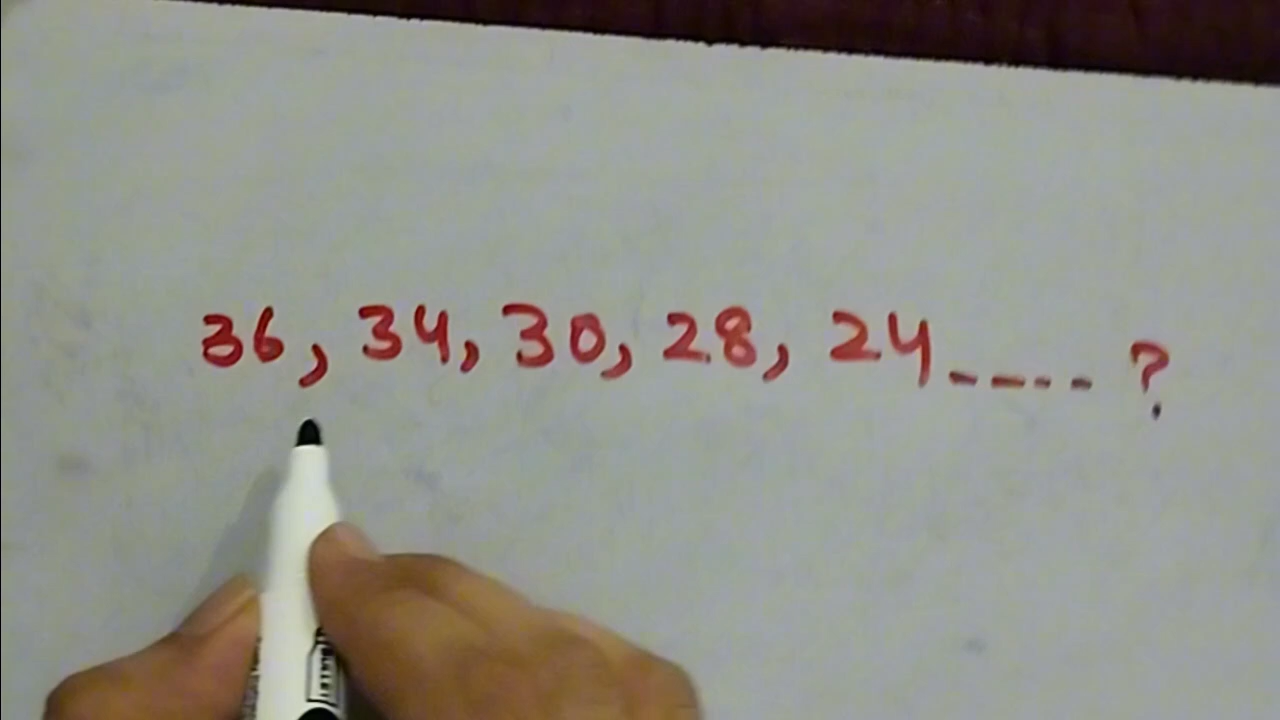 36, 34, 30, 28, 24 ---- ?